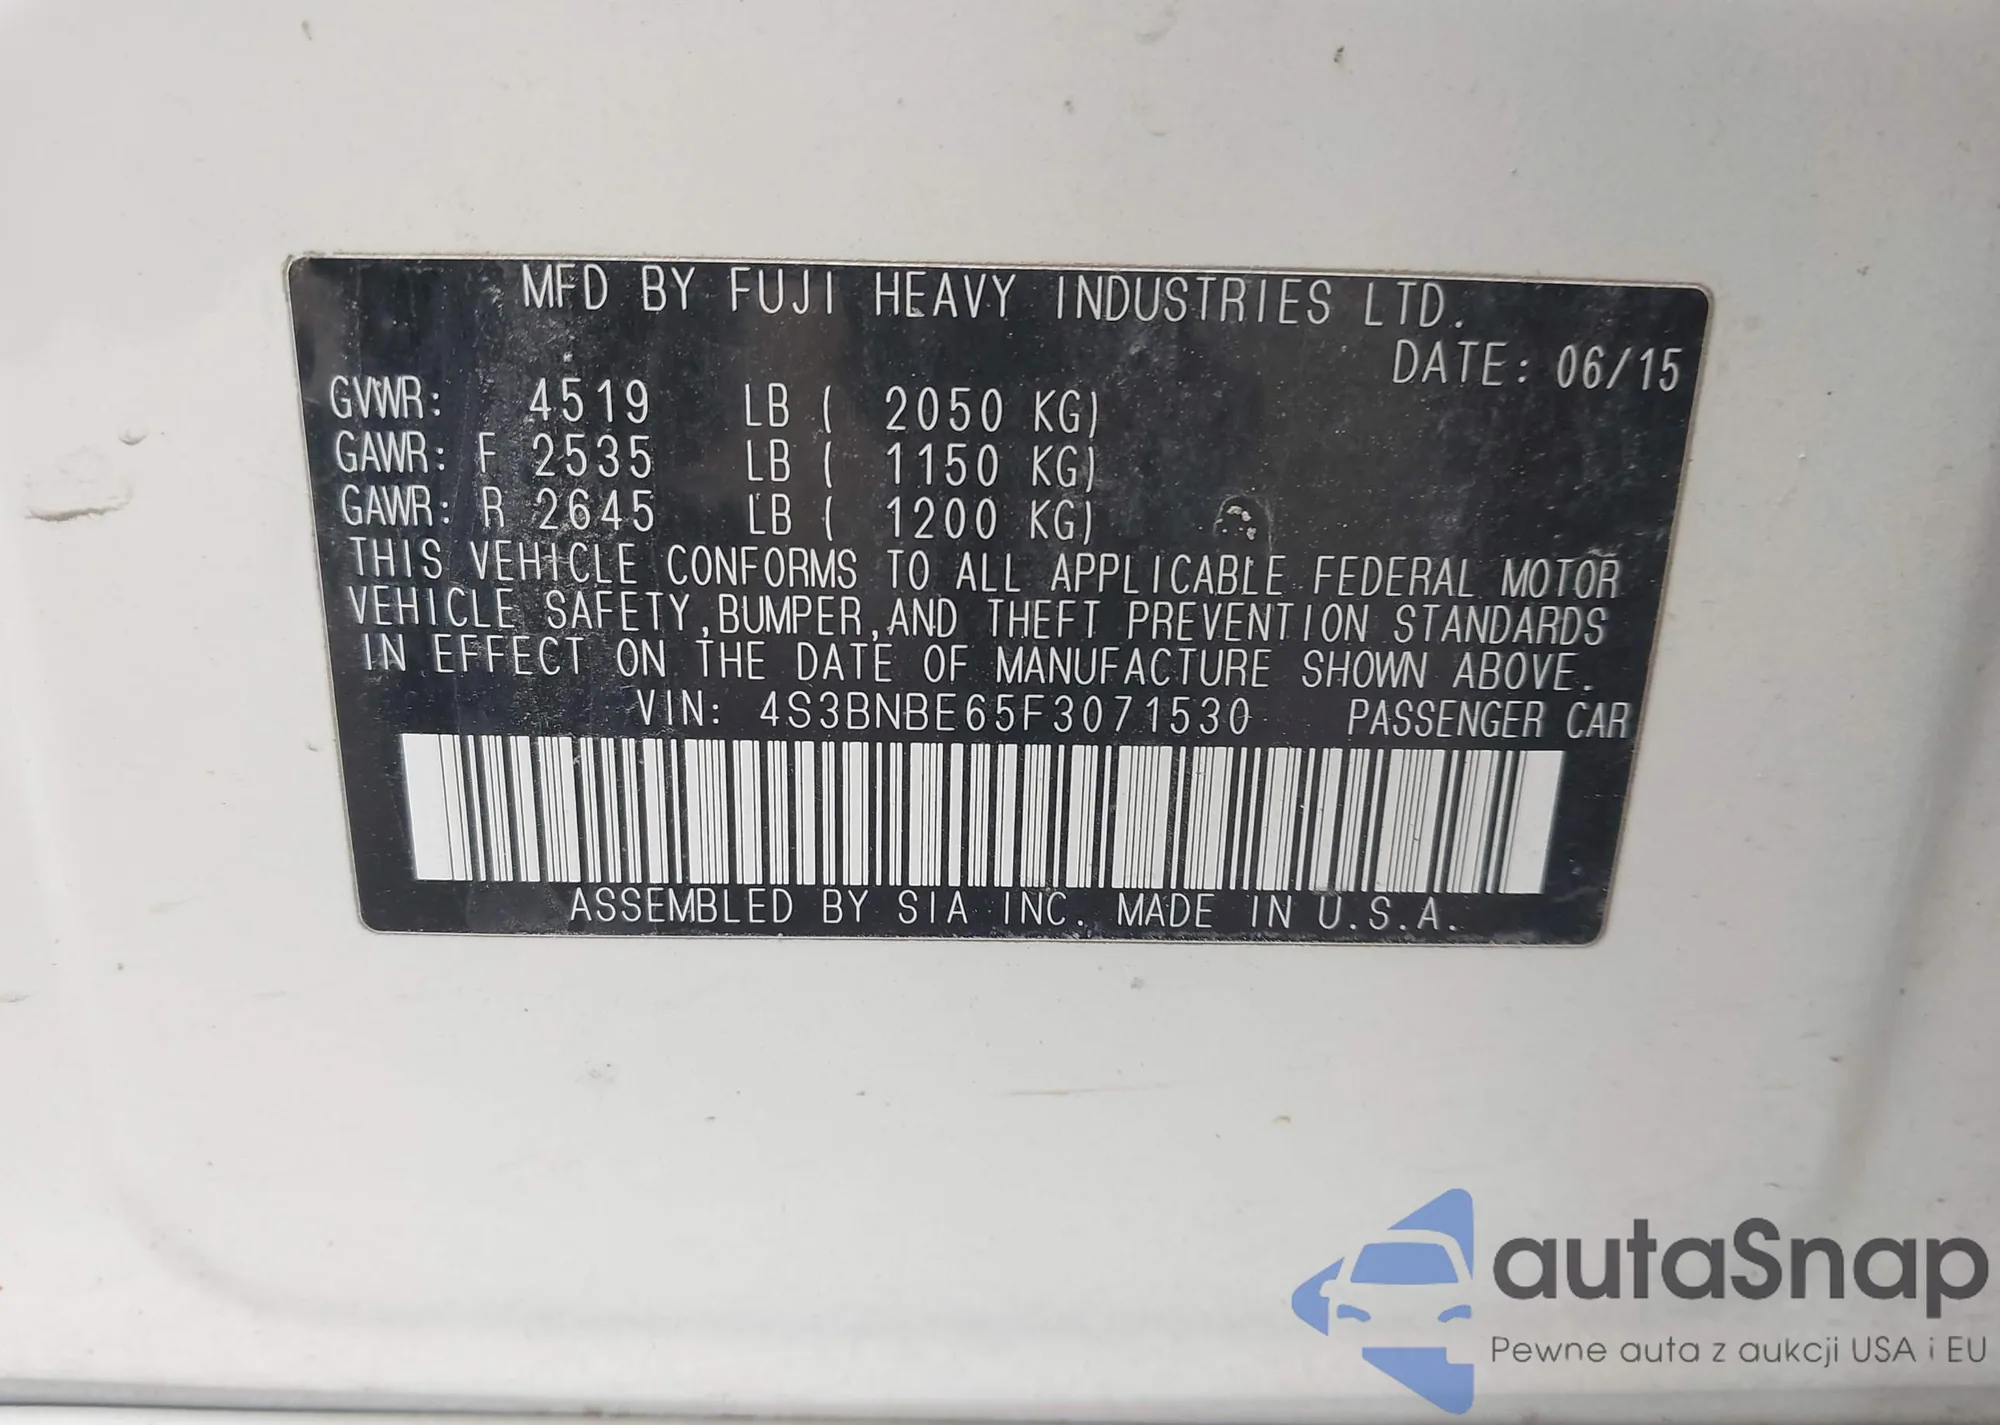 MFD BY FUJI HEAVY INDUSTRIES LTD.
DATE: 06/15
GVWR: 4519 LB ( 2050 KG)
GAWR: F 2535 LB ( 1150 KG)
GAWR: R 2645 LB ( 1200 KG)
THIS VEHICLE CONFORMS TO ALL APPLICABLE FEDERAL MOTOR
VEHICLE SAFETY,BUMPER,AND THEFT PREVENTION STANDARDS
IN EFFECT ON THE DATE OF MANUFACTURE SHOWN ABOVE.
VIN: 4S3BNBE65F3071530 PASSENGER CAR
ASSEMBLED BY SIA INC. MADE IN U.S.A.
autaSnap
Pewne auta z aukcji USA i EU